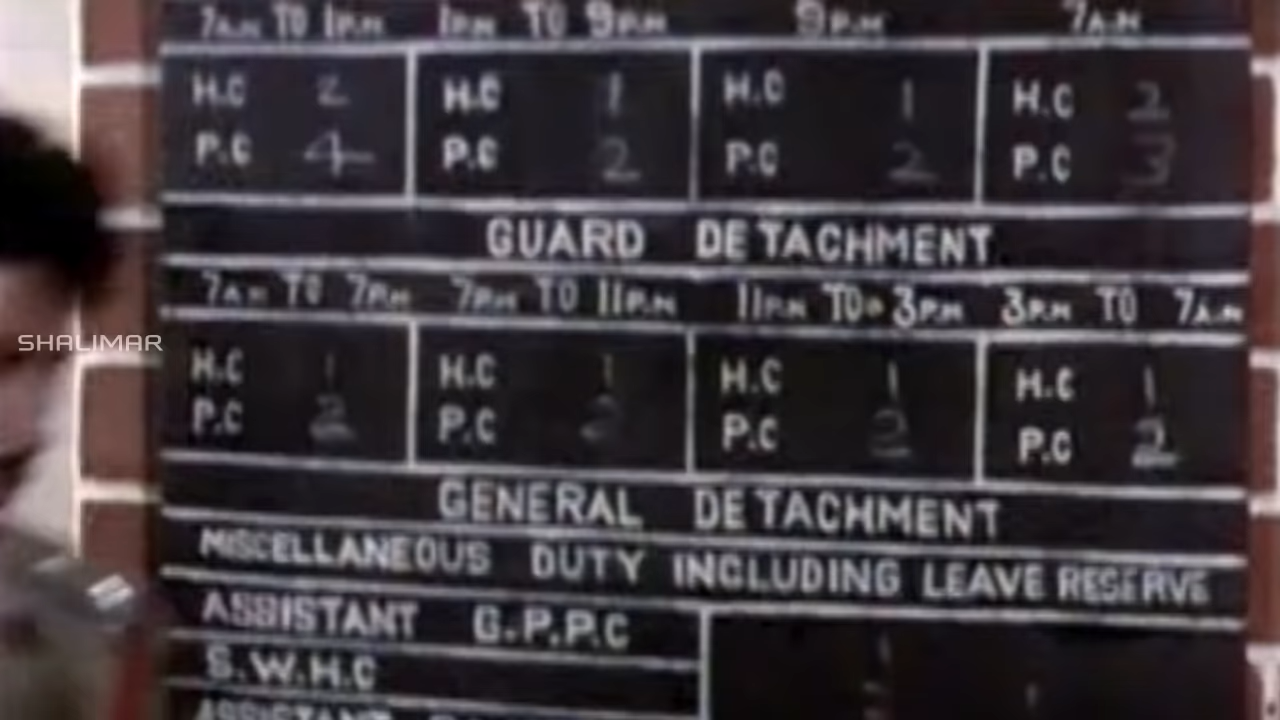 7A.M TO 1P.M 1P.M TO 9P.M 9P.M 7A.M
H.C 2 H.C 1 H.C 1 H.C 2
P.C 4 P.C 2 P.C 2 P.C 3
GUARD DETACHMENT
7A.M TO 7P.M 7P.M TO 11P.M 11P.M TO 3P.M 3P.M TO 7A.M
SHALIMAR
H.C 1 H.C 1 H.C 1 H.C 1
P.C 2 P.C 2 P.C 2 P.C 2
GENERAL DETACHMENT
MISCELLANEOUS DUTY INCLUDING LEAVE RESERVE
ASSISTANT G.P.P.C
S.W.H.C
ASSISTANT